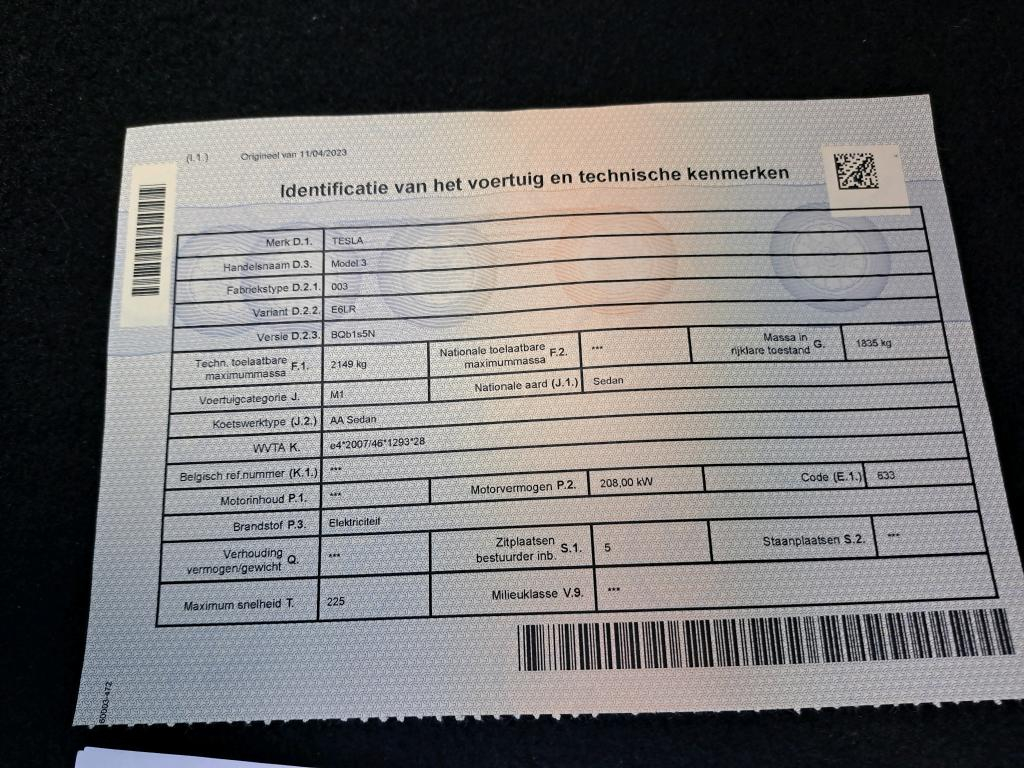 (I.1.) Origineel van 11/04/2023
Identificatie van het voertuig en technische kenmerken
Merk D.1. TESLA
Handelsnaam D.3. Model 3
Fabriekstype D.2.1. 003
Variant D.2.2. E6LR
Versie D.2.3. BQb1s5N
Techn. toelaatbare maximummassa F.1. 2149 kg Nationale toelaatbare maximummassa F.2. *** Massa in rijklare toestand G. 1835 kg
Voertuigcategorie J. M1 Nationale aard (J.1.) Sedan
Koetswerktype (J.2.) AA Sedan
WVTA K. e4*2007/46*1293*28
Belgisch ref.nummer (K.1.) ***
Motorinhoud P.1. *** Motorvermogen P.2. 208,00 kW Code (E.1.) 633
Brandstof P.3. Elektriciteit
Verhouding vermogen/gewicht Q. *** Zitplaatsen bestuurder inb. S.1. 5 Staanplaatsen S.2. ***
Maximum snelheid T. 225 Milieuklasse V.9. ***
60003-472